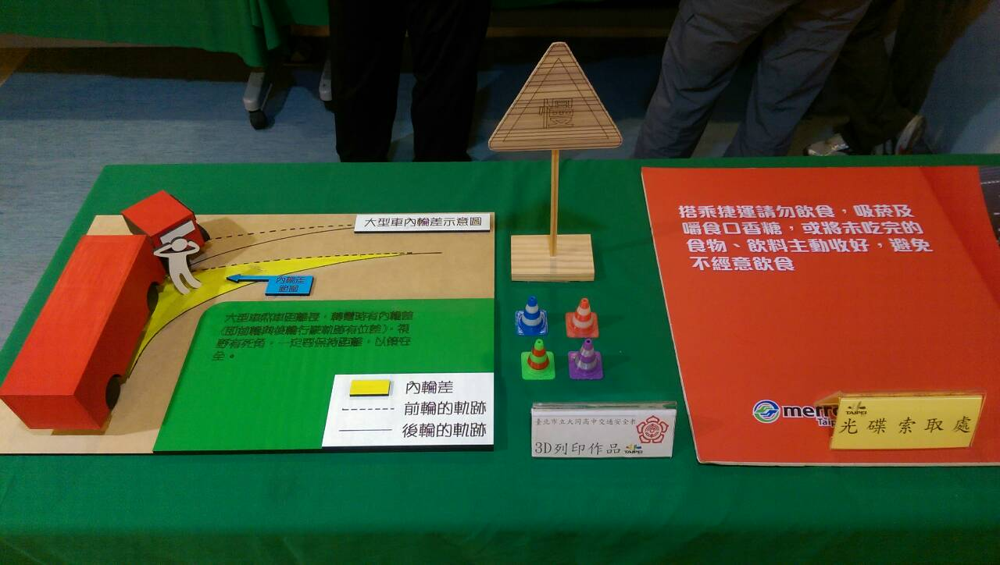 慢
大型車內輪差示意圖
內輪差
範圍
大型車煞車距離長，轉彎時有內輪差
(即前輪與後輪行駛軌跡有位差)，視
野有死角，一定要保持距離，以策安
全。
內輪差
前輪的軌跡
後輪的軌跡
臺北市立大同高中交通安全教
3D列印作品
TAIPEI
搭乘捷運請勿飲食，吸菸及
嚼食口香糖，或將未吃完的
食物、飲料主動收好，避免
不經意飲食
metro
Taip
TAIPEI
光碟索取處